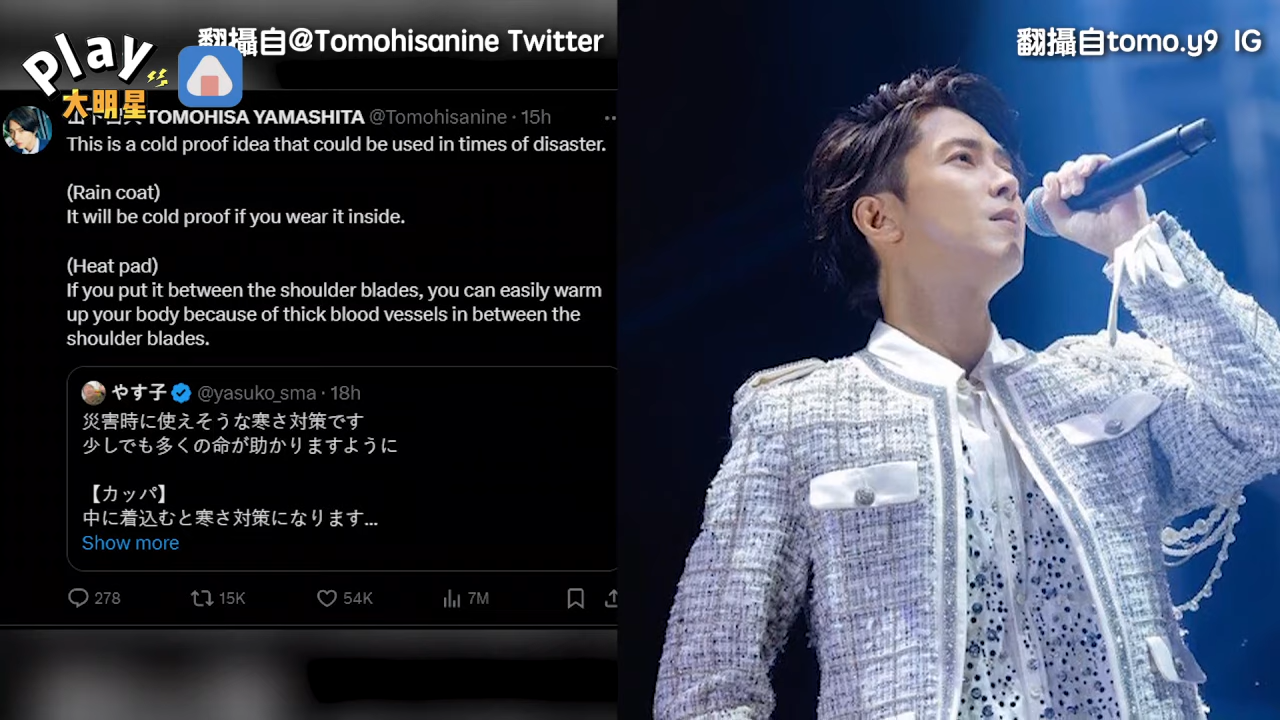 Play
大明星
翻攝自@Tomohisanine Twitter
翻攝自tomo.y9 IG
TOMOHISA YAMASHITA @Tomohisanine · 15h
This is a cold proof idea that could be used in times of disaster.
(Rain coat)
It will be cold proof if you wear it inside.
(Heat pad)
If you put it between the shoulder blades, you can easily warm
up your body because of thick blood vessels in between the
shoulder blades.
やす子 @yasuko_sma · 18h
災害時に使えそうな寒さ対策です
少しでも多くの命が助かりますように
【カッパ】
中に着込むと寒さ対策になります...
Show more
278 15K 54K 7M